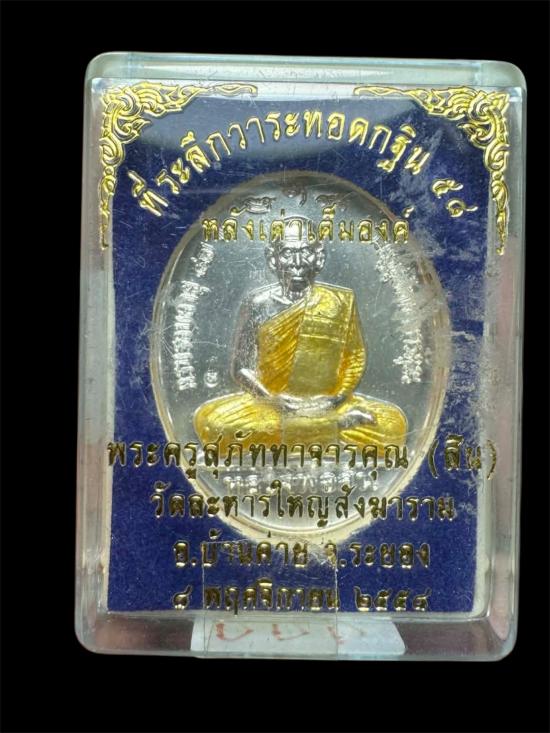 ที่ระลึกวาระทอดกฐิน ๕๔
หลังเต่าเต็มองค์
พระครูสุภัททาจารคุณ (สิน)
วัดละหารใหญ่สังฆาราม
อ.บ้านค่าย จ.ระยอง
๘ พฤศจิกายน ๒๕๕๔